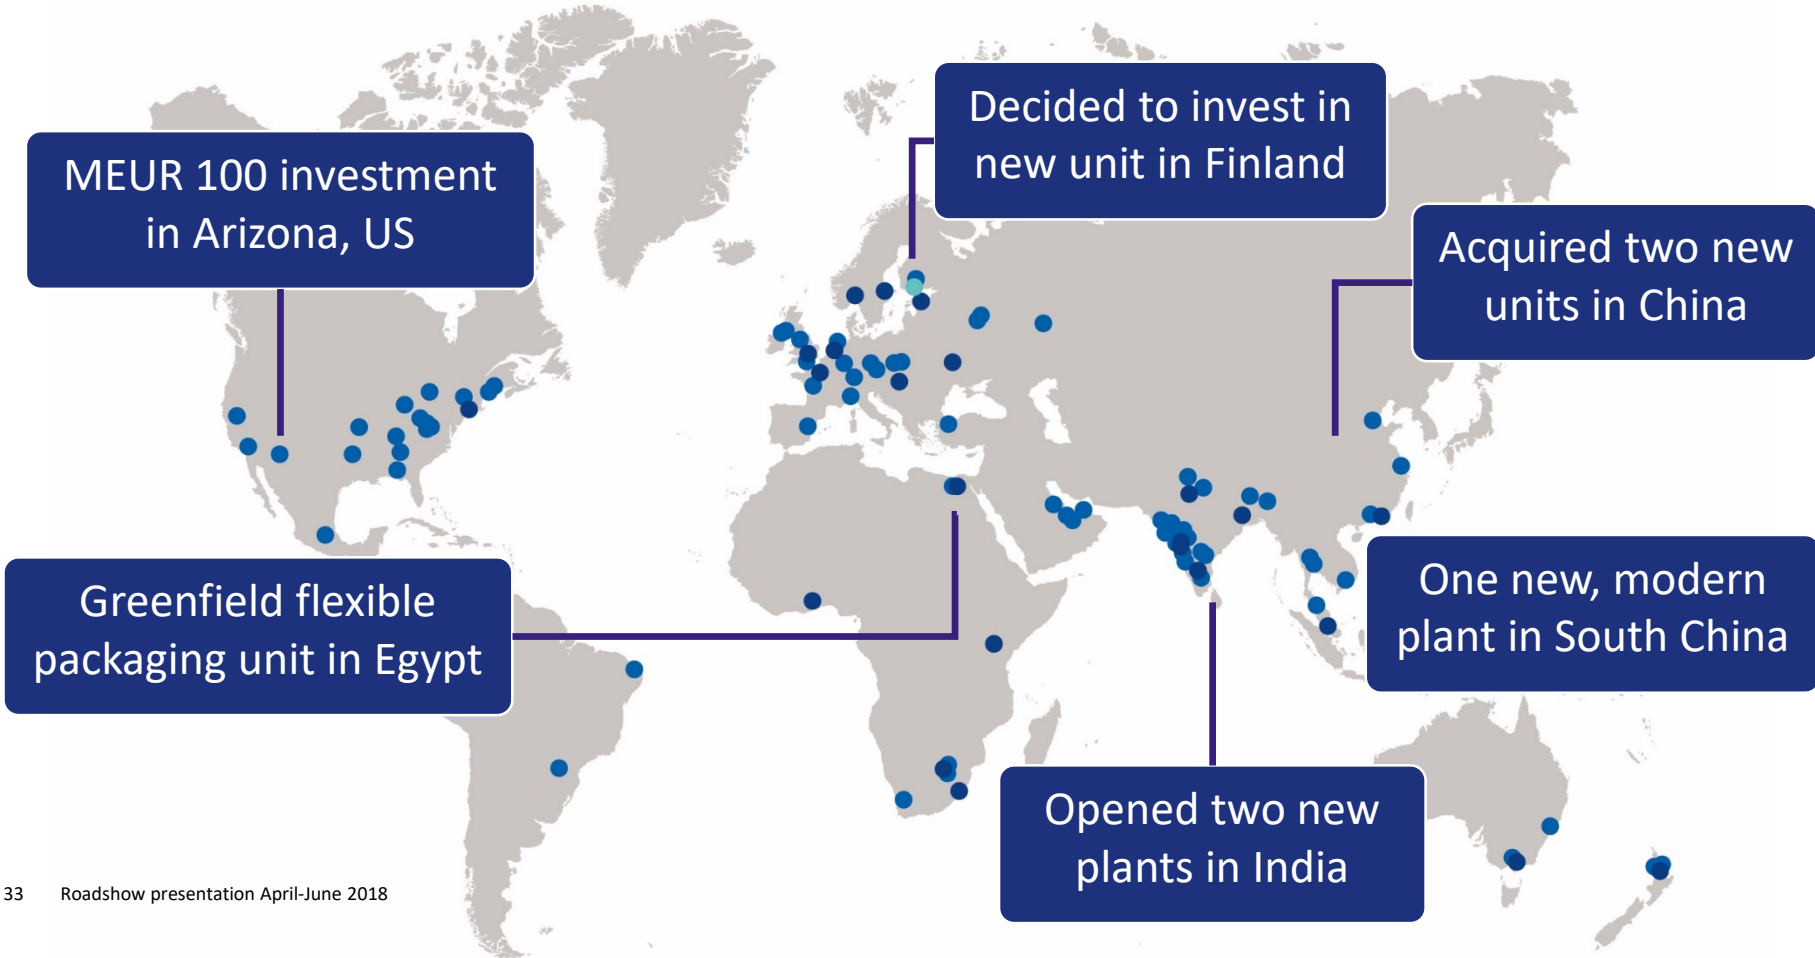 Decided to invest in
new unit in Finland
MEUR 100 investment
in Arizona, US
Acquired two new
units in China
Greenfield flexible
packaging unit in Egypt
One new, modern
plant in South China
Opened two new
plants in India
33 Roadshow presentation April-June 2018